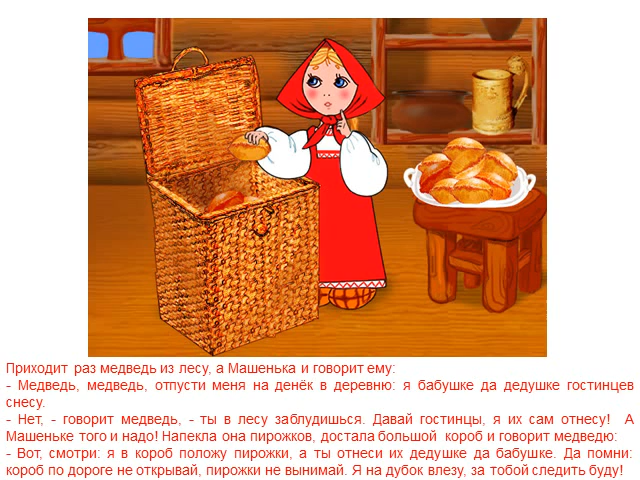 Приходит раз медведь из лесу, а Машенька и говорит ему:
- Медведь, медведь, отпусти меня на денёк в деревню: я бабушке да дедушке гостинцев
снесу.
- Нет, - говорит медведь, - ты в лесу заблудишься. Давай гостинцы, я их сам отнесу! А
Машеньке того и надо! Напекла она пирожков, достала большой короб и говорит медведю:
- Вот, смотри: я в короб положу пирожки, а ты отнеси их дедушке да бабушке. Да помни:
короб по дороге не открывай, пирожки не вынимай. Я на дубок влезу, за тобой следить буду!